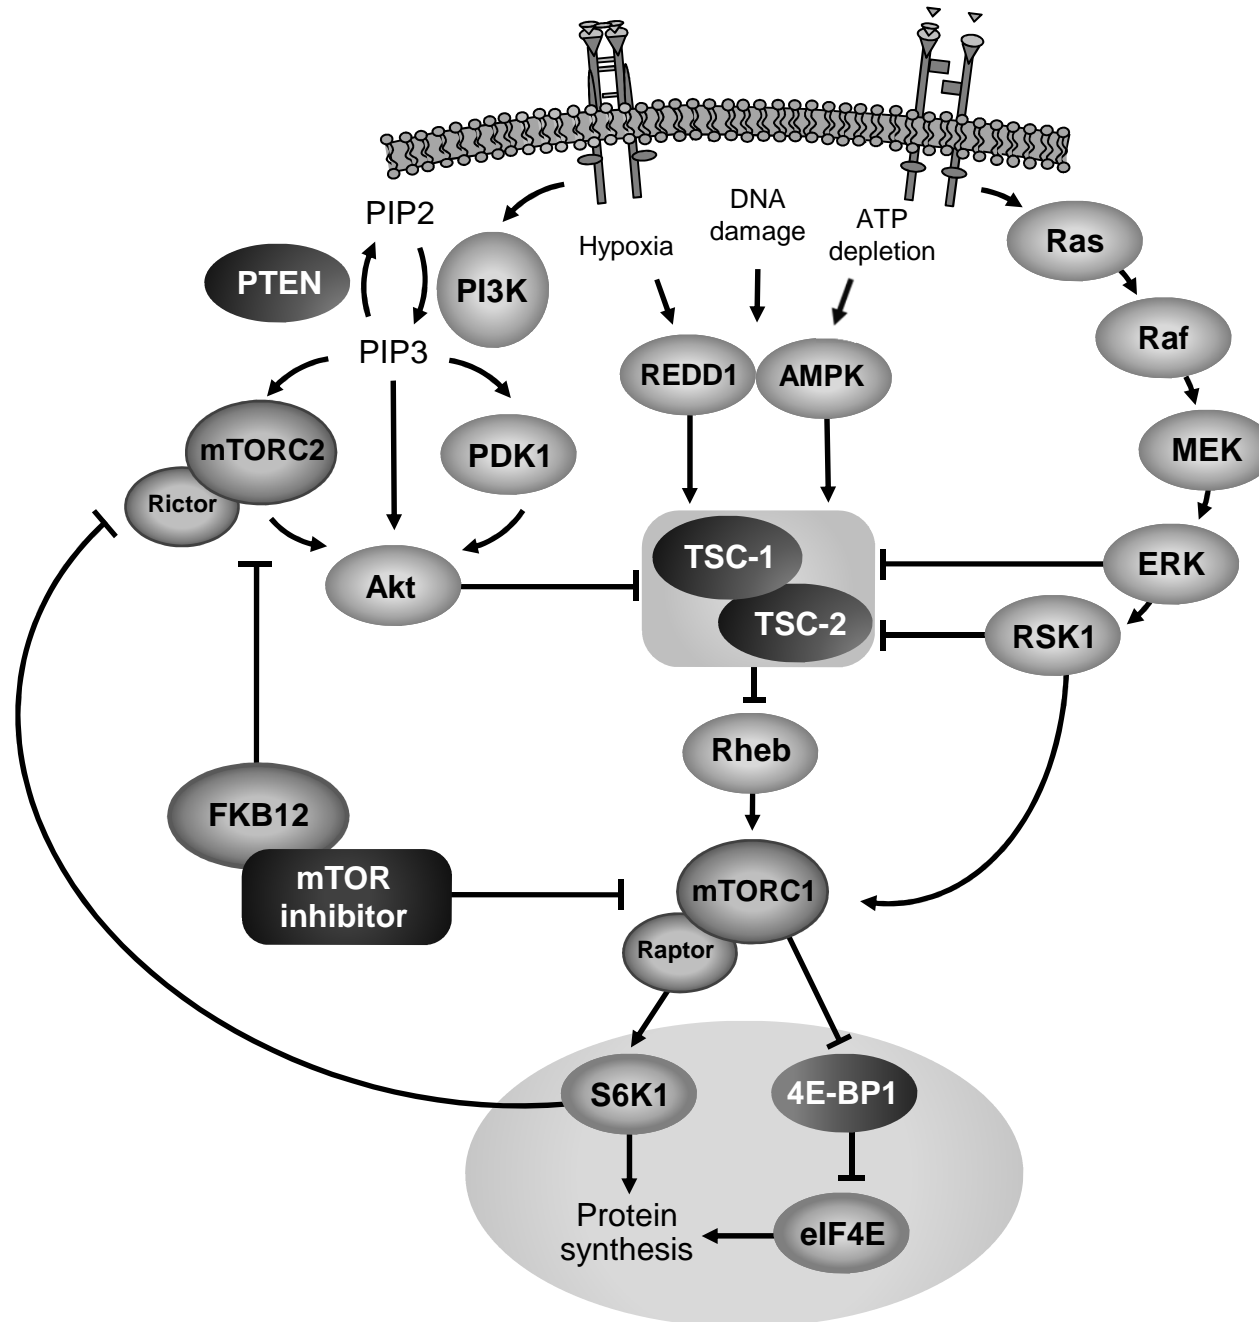 PIP2
DNA
damage
ATP
depletion
Hypoxia
Ras
PTEN
PI3K
Raf
PIP3
REDD1
AMPK
mTORC2
PDK1
MEK
Rictor
TSC-1
ERK
Akt
TSC-2
RSK1
Rheb
FKB12
mTOR
inhibitor
mTORC1
Raptor
S6K1
4E-BP1
Protein
synthesis
eIF4E